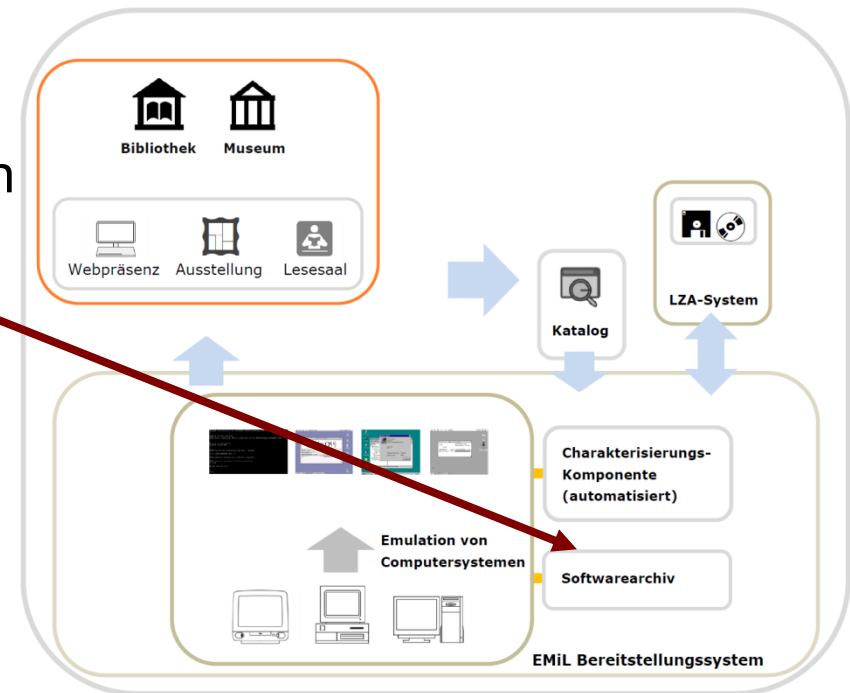 Bibliothek Museum
n
Webpräsenz Ausstellung Lesesaal
LZA-System
Katalog
Charakterisierungs-
Komponente
(automatisiert)
Emulation von
Computersystemen
Softwarearchiv
EMiL Bereitstellungssystem